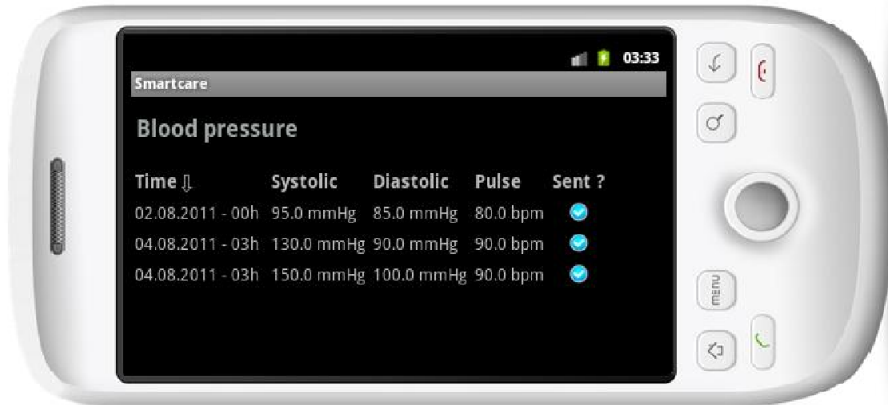 03:33
Smartcare
Blood pressure
Time ⇩ Systolic Diastolic Pulse Sent ?
02.08.2011 - 00h 95.0 mmHg 85.0 mmHg 80.0 bpm
04.08.2011 - 03h 130.0 mmHg 90.0 mmHg 90.0 bpm
04.08.2011 - 03h 150.0 mmHg 100.0 mmHg 90.0 bpm
MENU